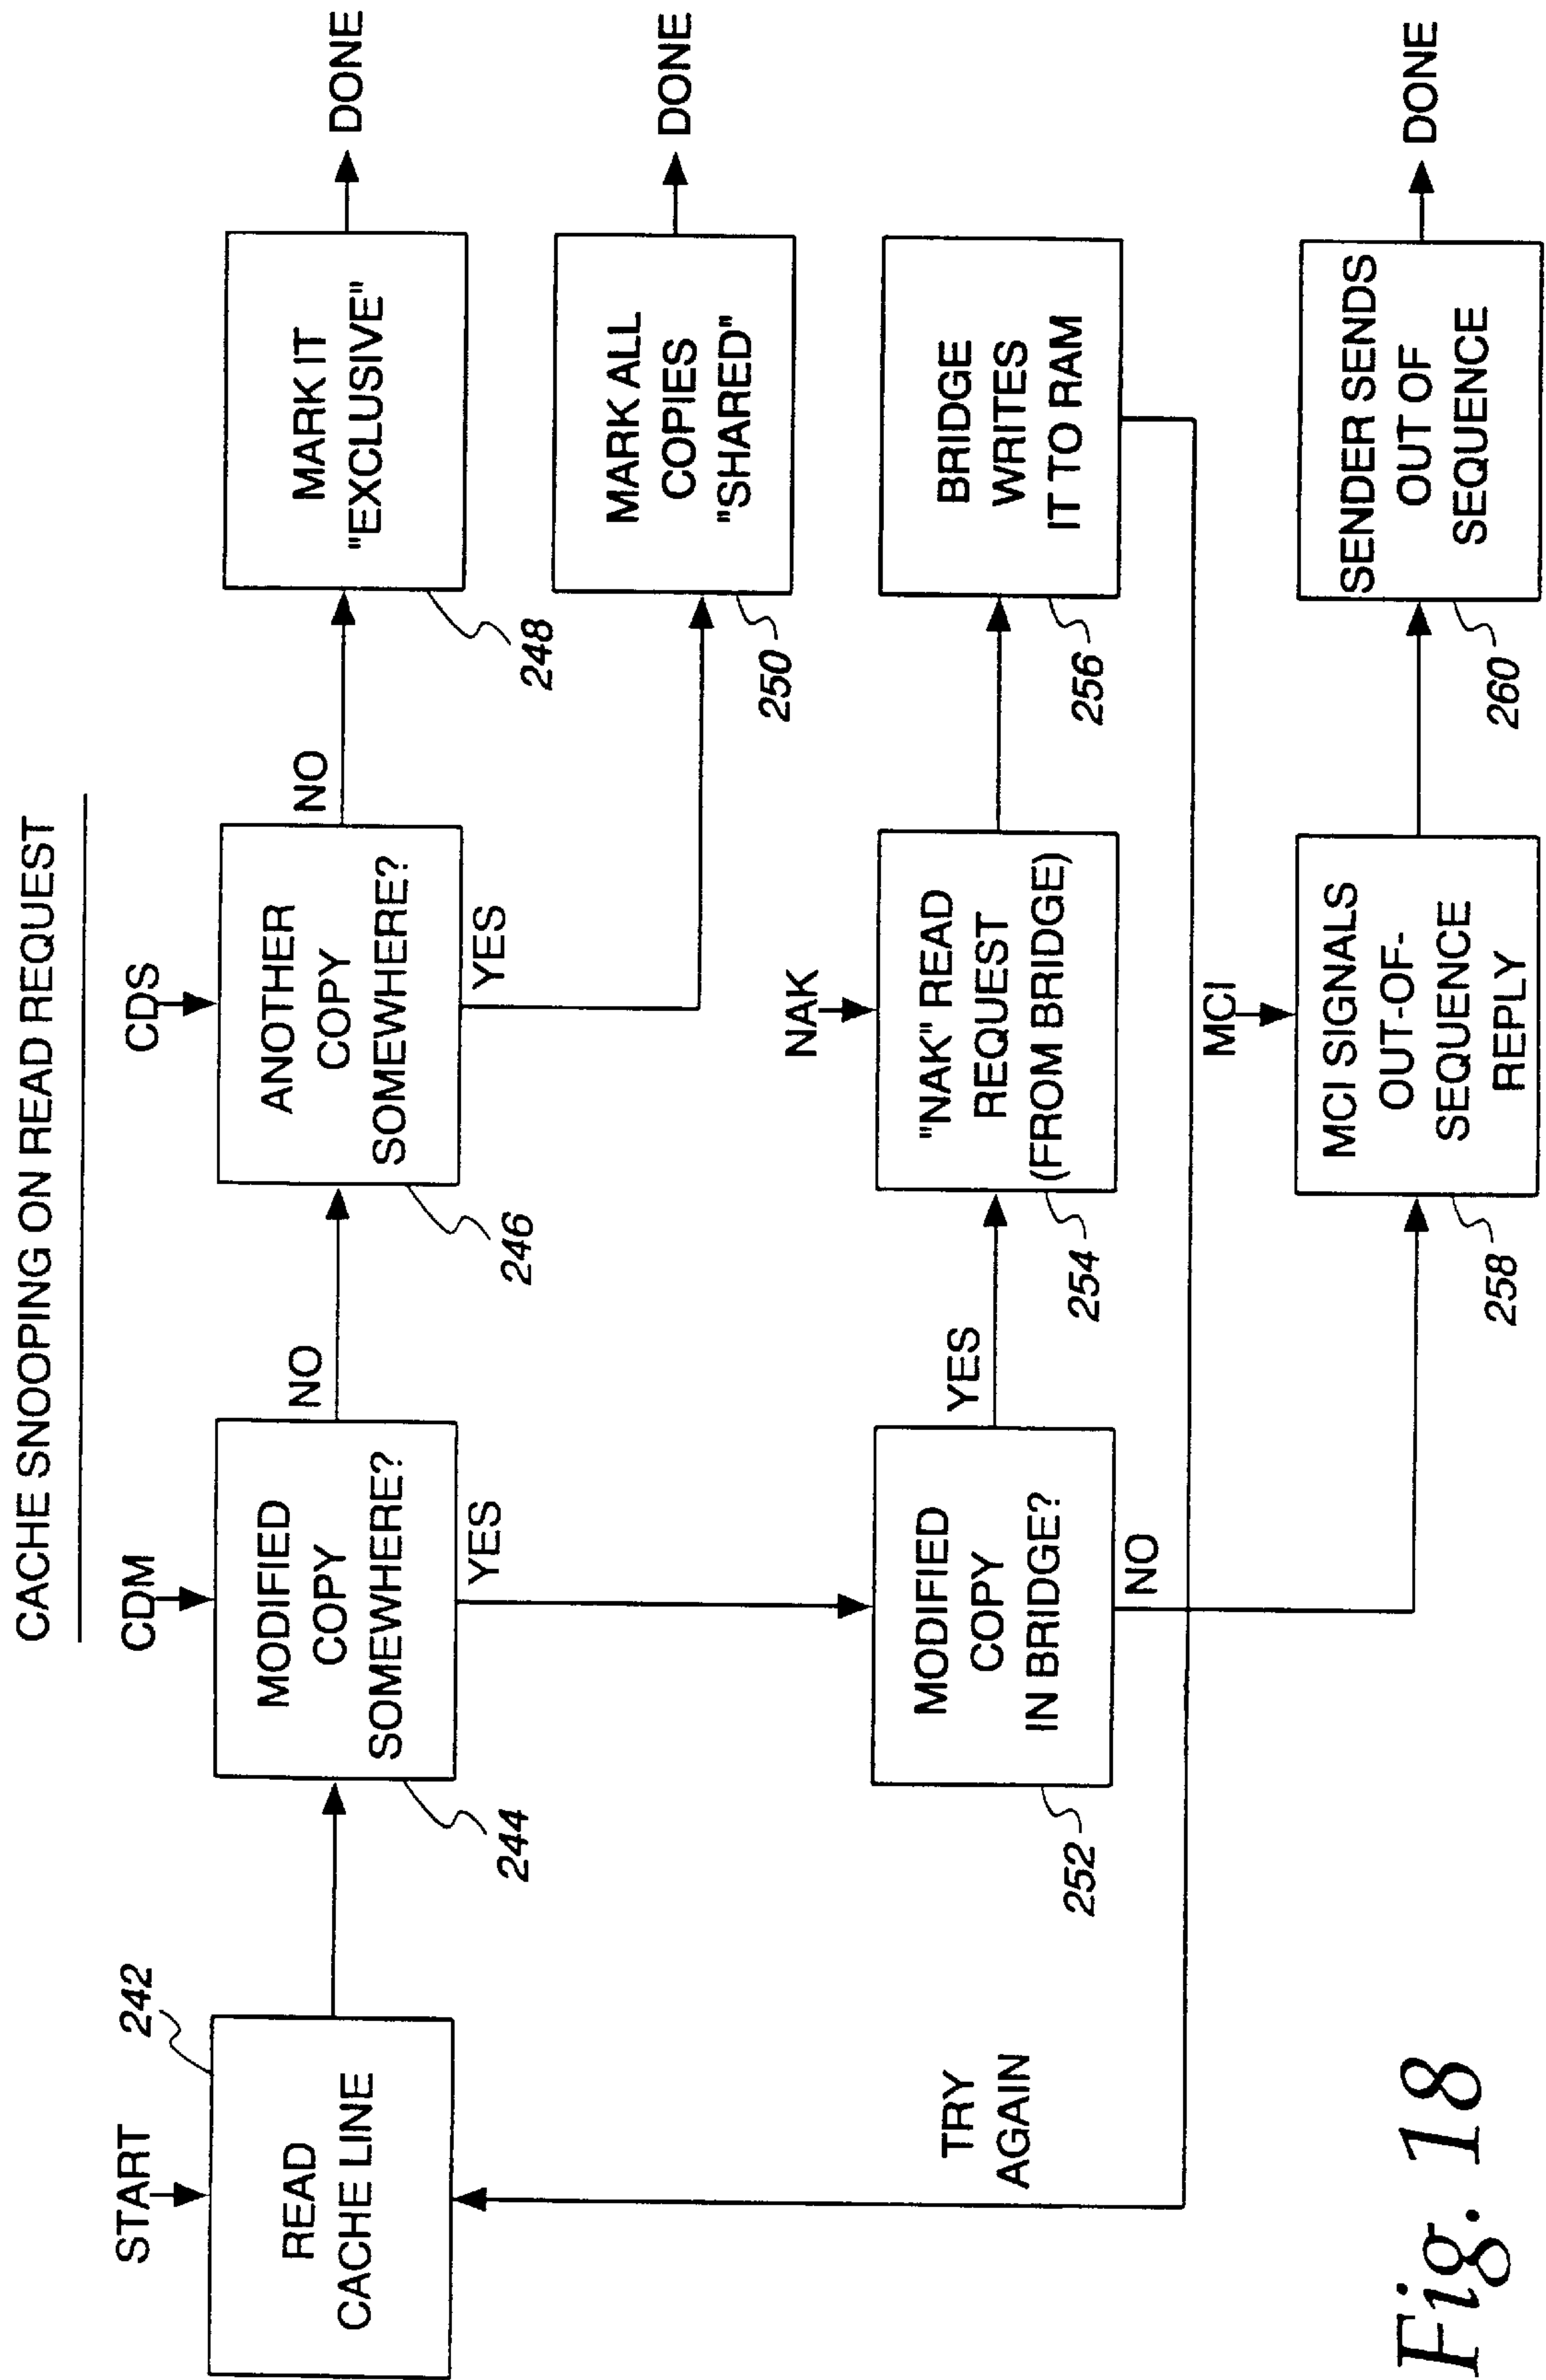 CACHE SNOOPING ON READ REQUEST
START
242
READ
CACHE LINE
CDM
MODIFIED
COPY
SOMEWHERE?
244
NO
YES
CDS
ANOTHER
COPY
SOMEWHERE?
246
NO
YES
MARK IT
"EXCLUSIVE"
248
DONE
MARK ALL
COPIES
"SHARED"
250
DONE
MODIFIED
COPY
IN BRIDGE?
252
YES
NO
NAK
"NAK" READ
REQUEST
(FROM BRIDGE)
254
BRIDGE
WRITES
IT TO RAM
256
TRY
AGAIN
MCI
MCI SIGNALS
OUT-OF-
SEQUENCE
REPLY
258
SENDER SENDS
OUT OF
SEQUENCE
260
DONE
Fig. 18